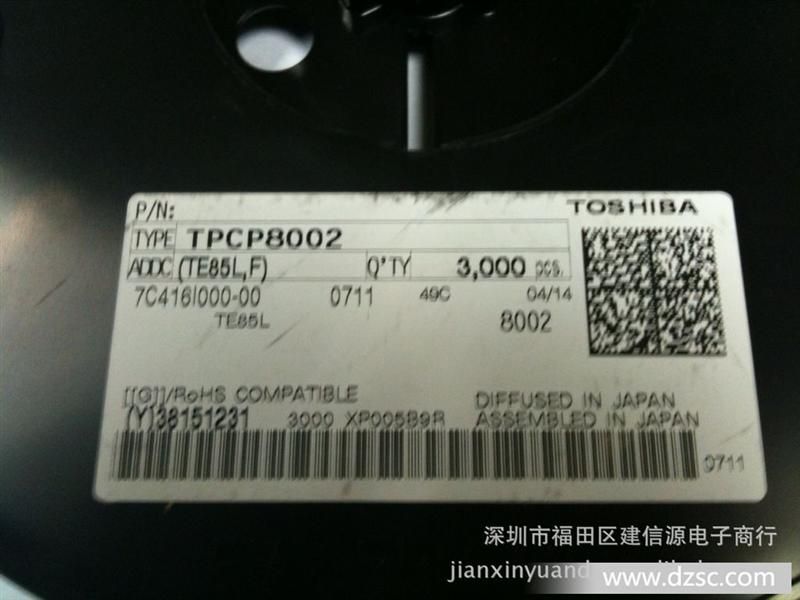 P/N: TOSHIBA
TYPE TPCP8002
ADDC (TE85L,F) Q'TY 3,000 pcs.
7C416I000-00 0711 49C 04/14
TE85L 8002
[[G]]/RoHS COMPATIBLE DIFFUSED IN JAPAN
(Y)38151231 3000 XP005B9R ASSEMBLED IN JAPAN
0711
深圳市福田区建信源电子商行
www.dzsc.com